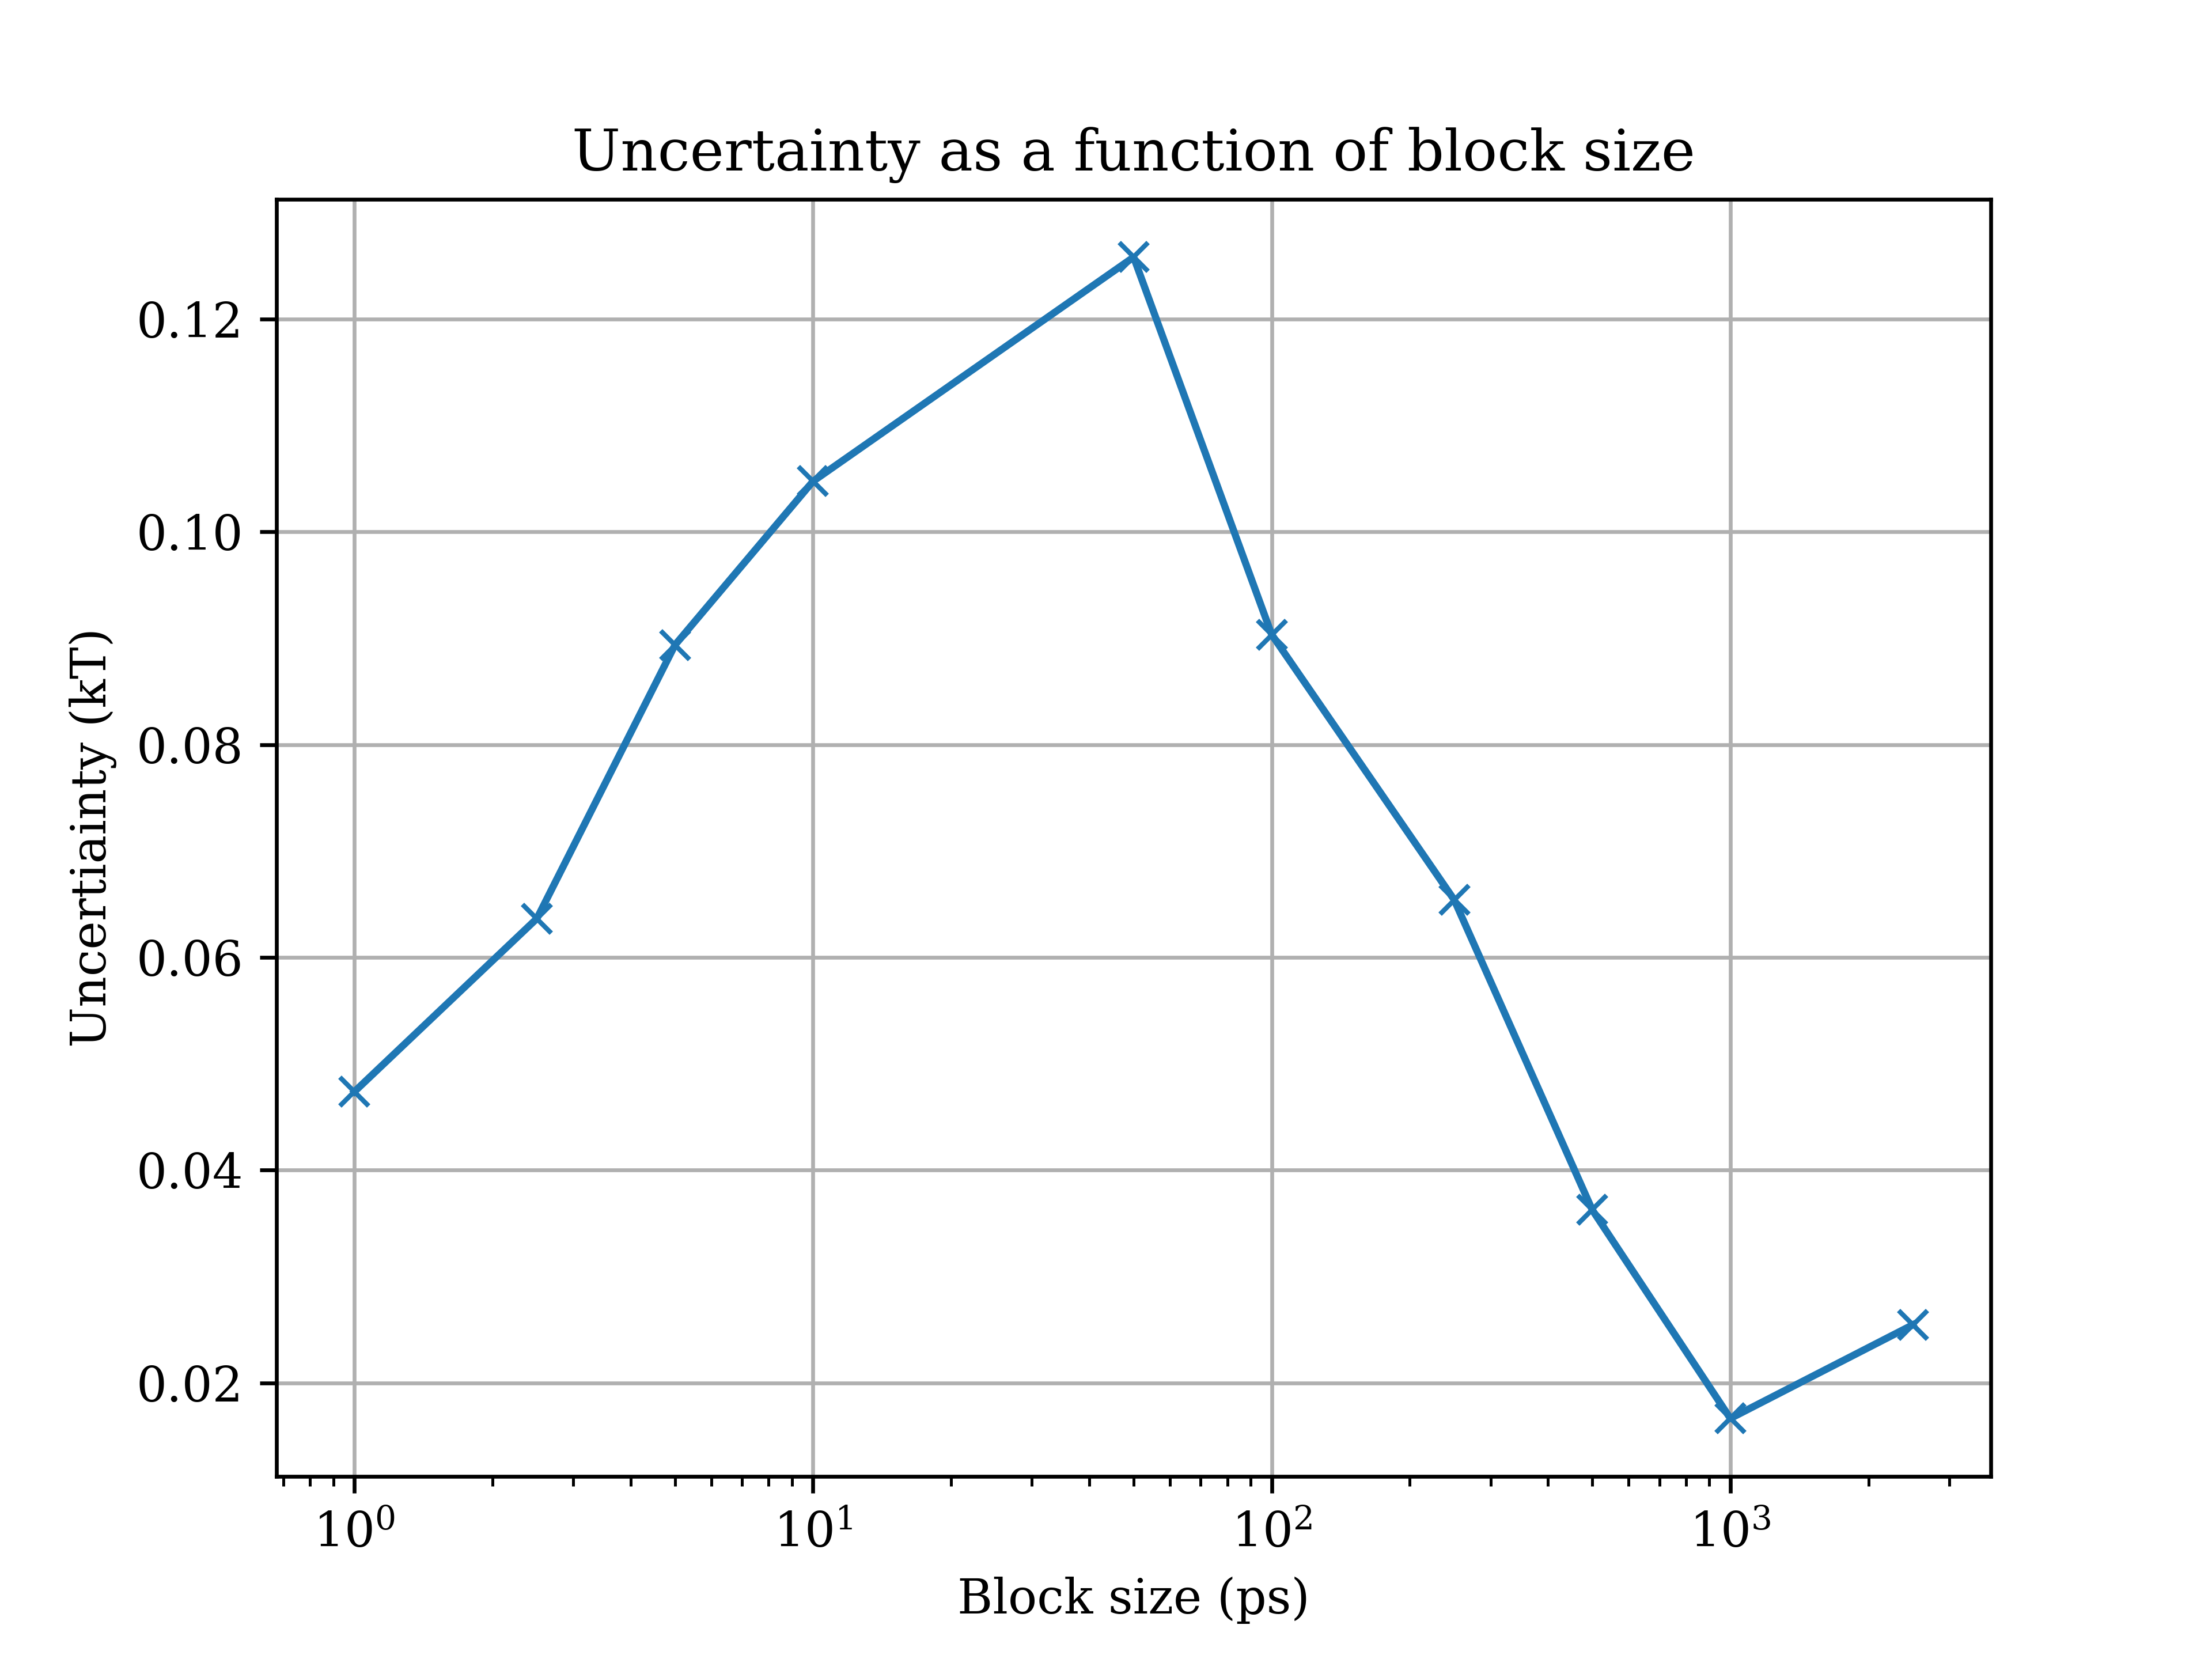 Uncertainty as a function of block size
Uncertiainty (kT)
0.12
0.10
0.08
0.06
0.04
0.02
10⁰ 10¹ 10² 10³
Block size (ps)